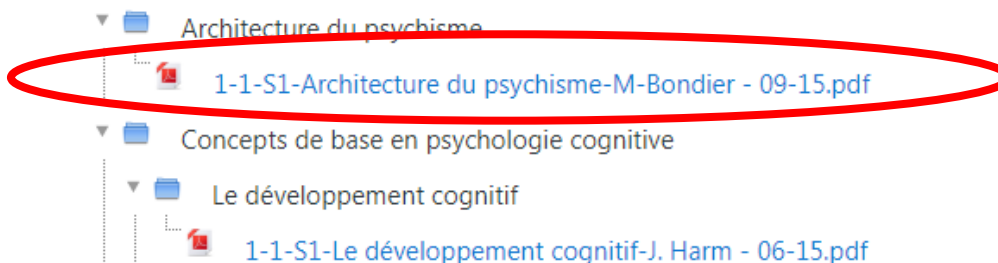 Architecture du psychisme
1-1-S1-Architecture du psychisme-M-Bondier - 09-15.pdf
Concepts de base en psychologie cognitive
Le développement cognitif
1-1-S1-Le développement cognitif-J. Harm - 06-15.pdf